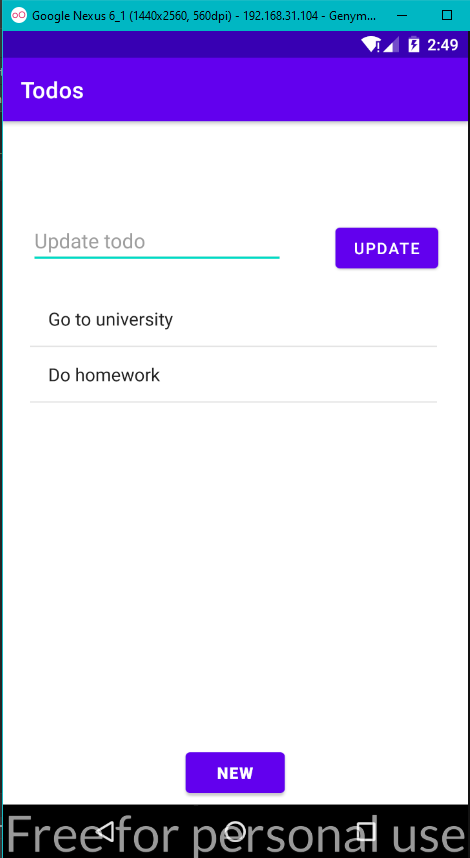 Google Nexus 6_1 (1440x2560, 560dpi) - 192.168.31.104 - Genym...
2:49
Todos
Update todo
UPDATE
Go to university
Do homework
NEW
Free for personal use